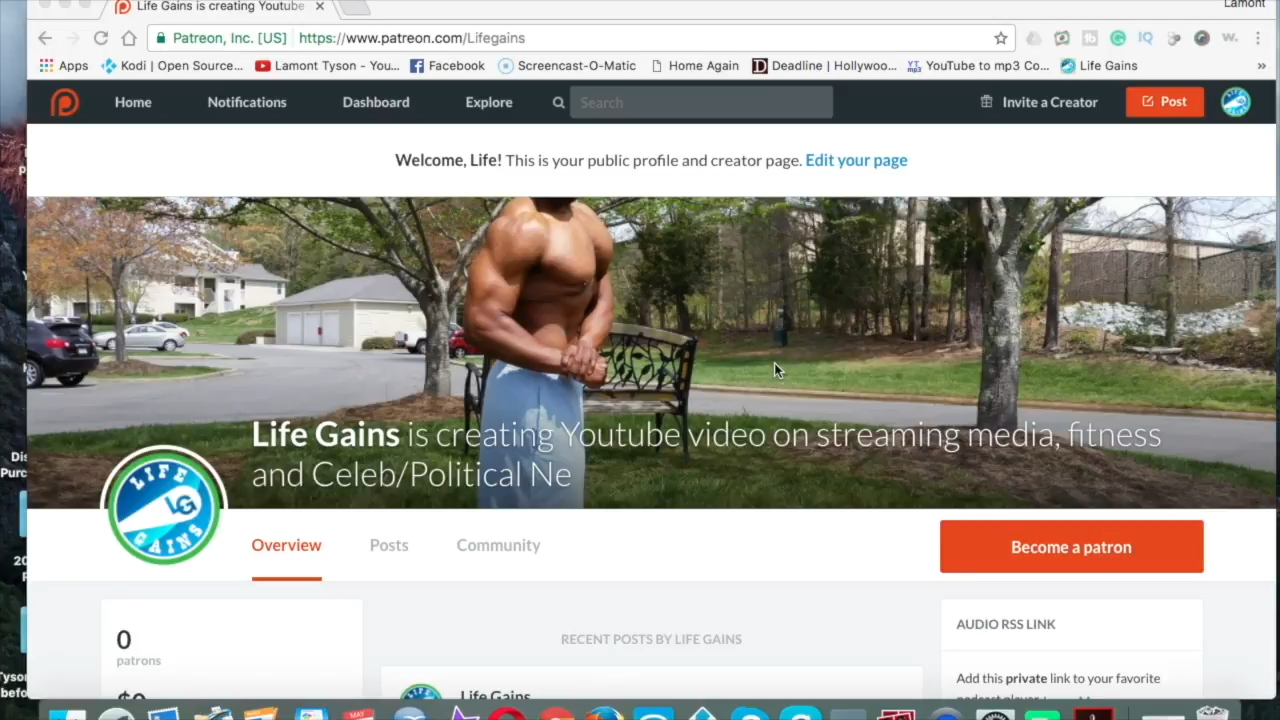 Lamont
Life Gains is creating Youtube
Patreon, Inc. [US] https://www.patreon.com/Lifegains
Apps Kodi | Open Source... Lamont Tyson - You... Facebook Screencast-O-Matic Home Again Deadline | Hollywoo... YouTube to mp3 Co... Life Gains »
Home Notifications Dashboard Explore Search Invite a Creator Post
Welcome, Life! This is your public profile and creator page. Edit your page
Life Gains is creating Youtube video on streaming media, fitness
and Celeb/Political Ne
LIFE
LG
GAINS
Overview Posts Community Become a patron
0
patrons
RECENT POSTS BY LIFE GAINS
AUDIO RSS LINK
Add this private link to your favorite
Life Gains
MAY